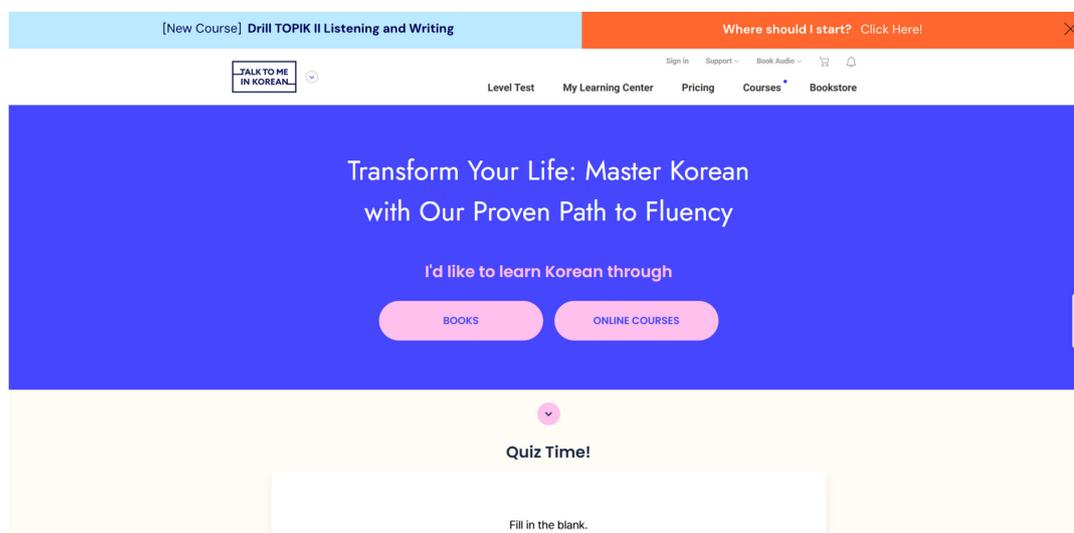 [New Course] Drill TOPIK II Listening and Writing
Where should I start? Click Here!
TALK TO ME
IN KOREAN
Sign in Support Book Audio
Level Test My Learning Center Pricing Courses Bookstore
Transform Your Life: Master Korean
with Our Proven Path to Fluency
I'd like to learn Korean through
BOOKS ONLINE COURSES
Quiz Time!
Fill in the blank.